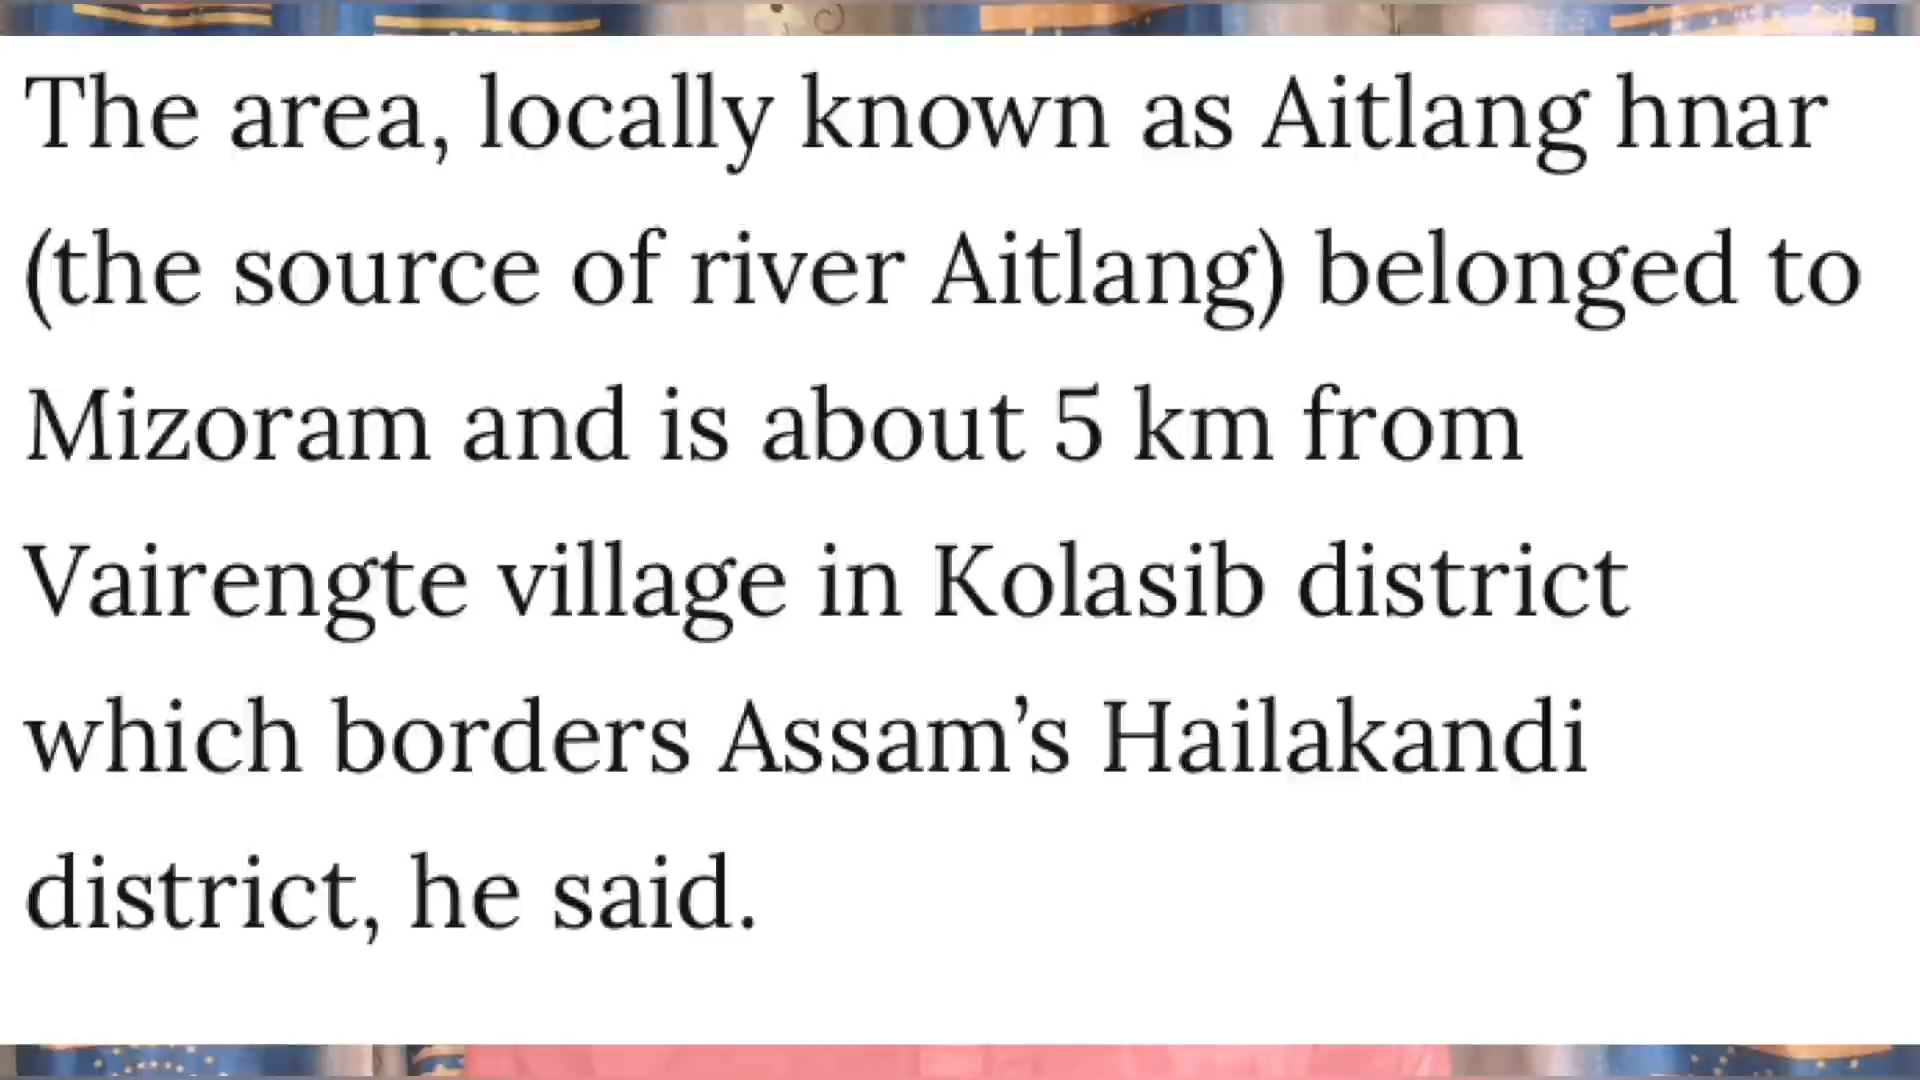 The area, locally known as Aitlang hnar
(the source of river Aitlang) belonged to
Mizoram and is about 5 km from
Vairengte village in Kolasib district
which borders Assam’s Hailakandi
district, he said.